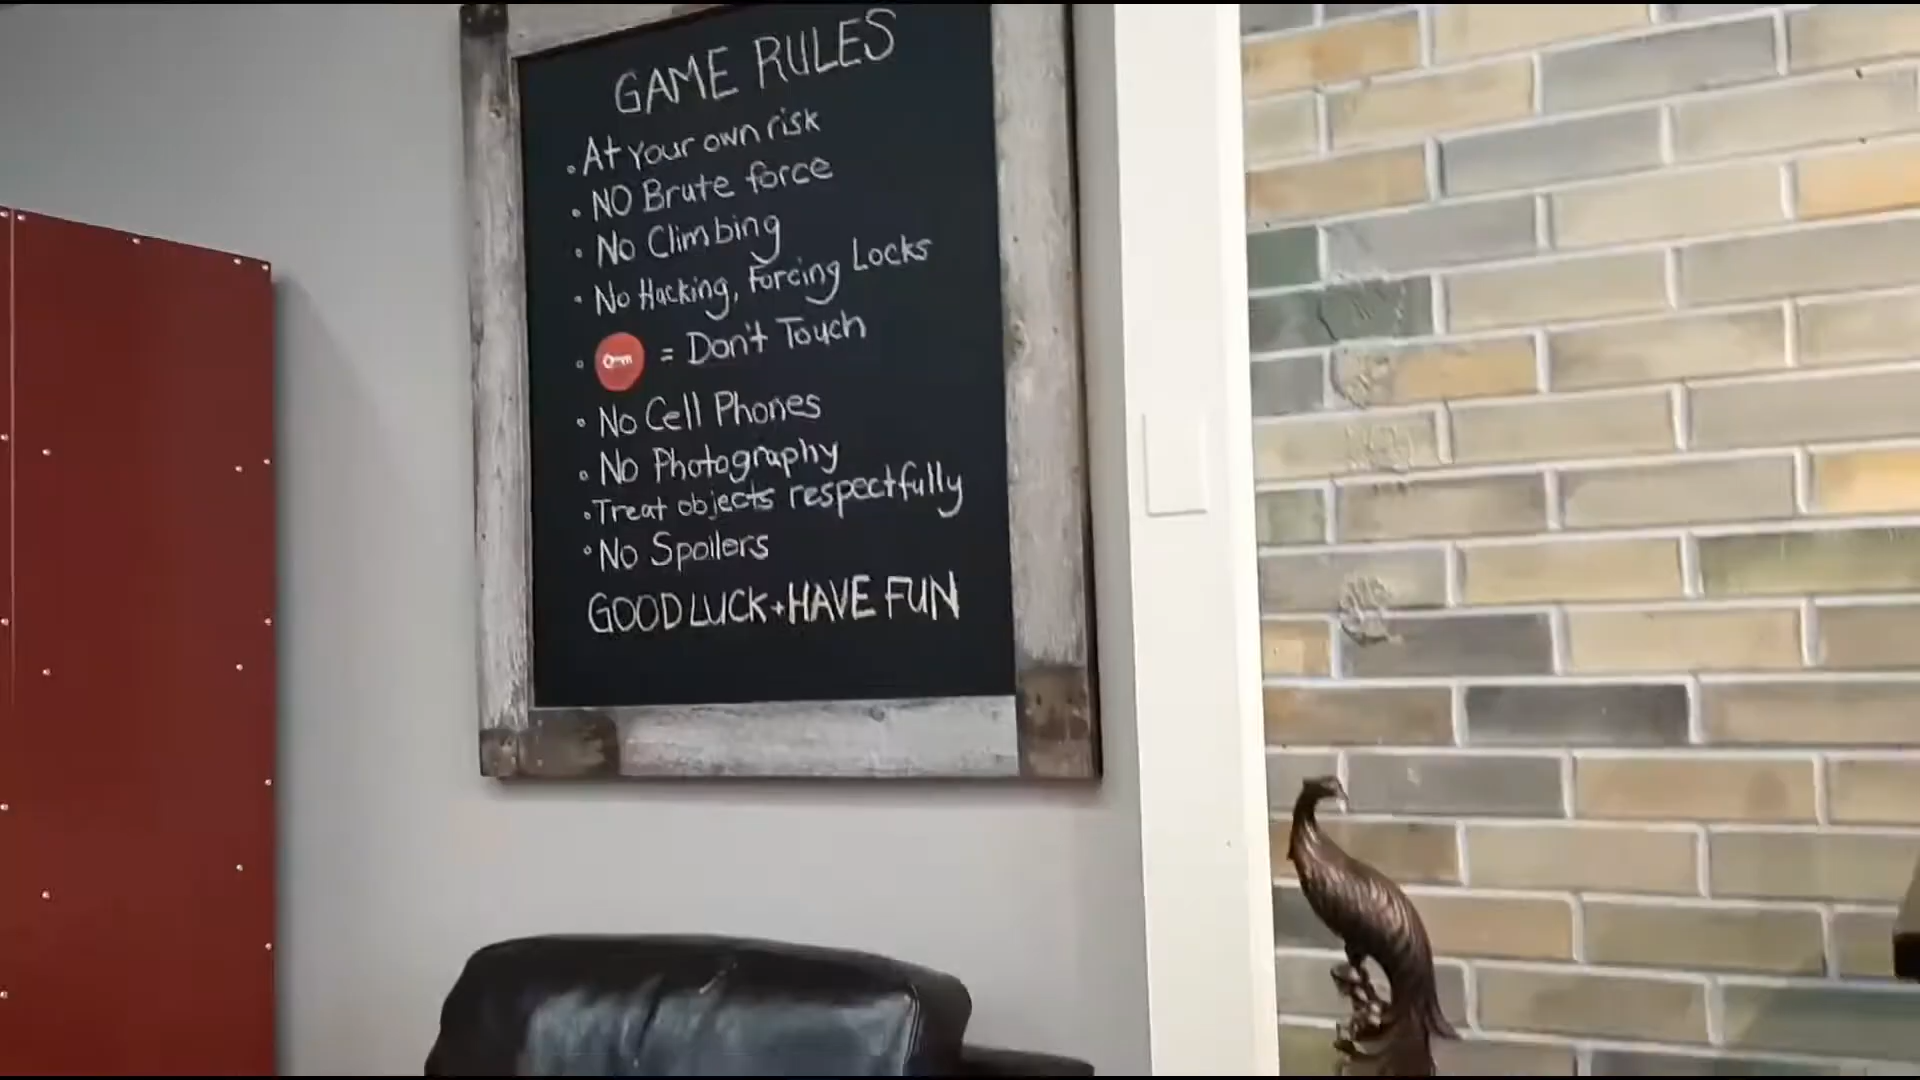 GAME RULES
• At your own risk
• NO Brute force
• No Climbing
• No Hacking, Forcing Locks
• = Don't Touch
• No Cell Phones
• No Photography
• Treat objects respectfully
• No Spoilers
GOOD LUCK + HAVE FUN